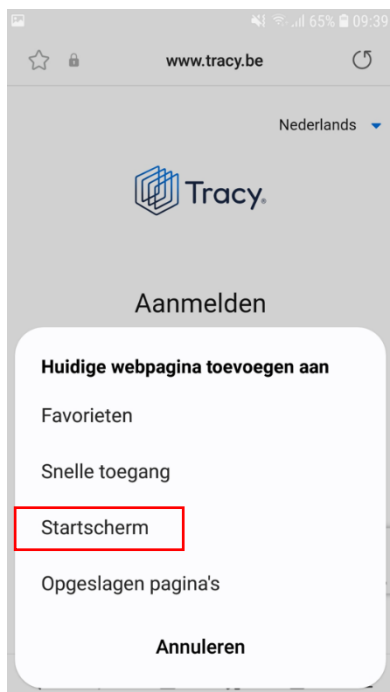 65% 09:39
www.tracy.be
Nederlands
Tracy.
Aanmelden
Huidige webpagina toevoegen aan
Favorieten
Snelle toegang
Startscherm
Opgeslagen pagina's
Annuleren